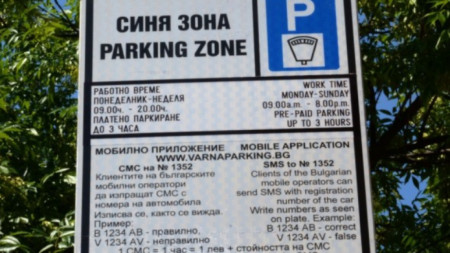 СИНЯ ЗОНА
PARKING ZONE
P
РАБОТНО ВРЕМЕ
ПОНЕДЕЛНИК-НЕДЕЛЯ
09.00ч. - 20.00ч.
ПЛАТЕНО ПАРКИРАНЕ
ДО 3 ЧАСА
WORK TIME
MONDAY-SUNDAY
09.00a.m. - 8.00p.m.
PRE-PAID PARKING
UP TO 3 HOURS
МОБИЛНО ПРИЛОЖЕНИЕ MOBILE APPLICATION
WWW.VARNAPARKING.BG
СМС на № 1352
Клиентите на българските
мобилни оператори
да изпращат СМС с
номера на автомобила
Изписва се, както се вижда.
Пример:
В 1234 АВ - правилно,
V 1234 AV - неправилно
SMS to № 1352
Clients of the Bulgarian
mobile operators can
send SMS with registration
number of the car
Write numbers as seen
on plate. Example:
B 1234 AB - correct
V 1234 AV - false
1 СМС = 1 час = 1 лев + стойността на СМС